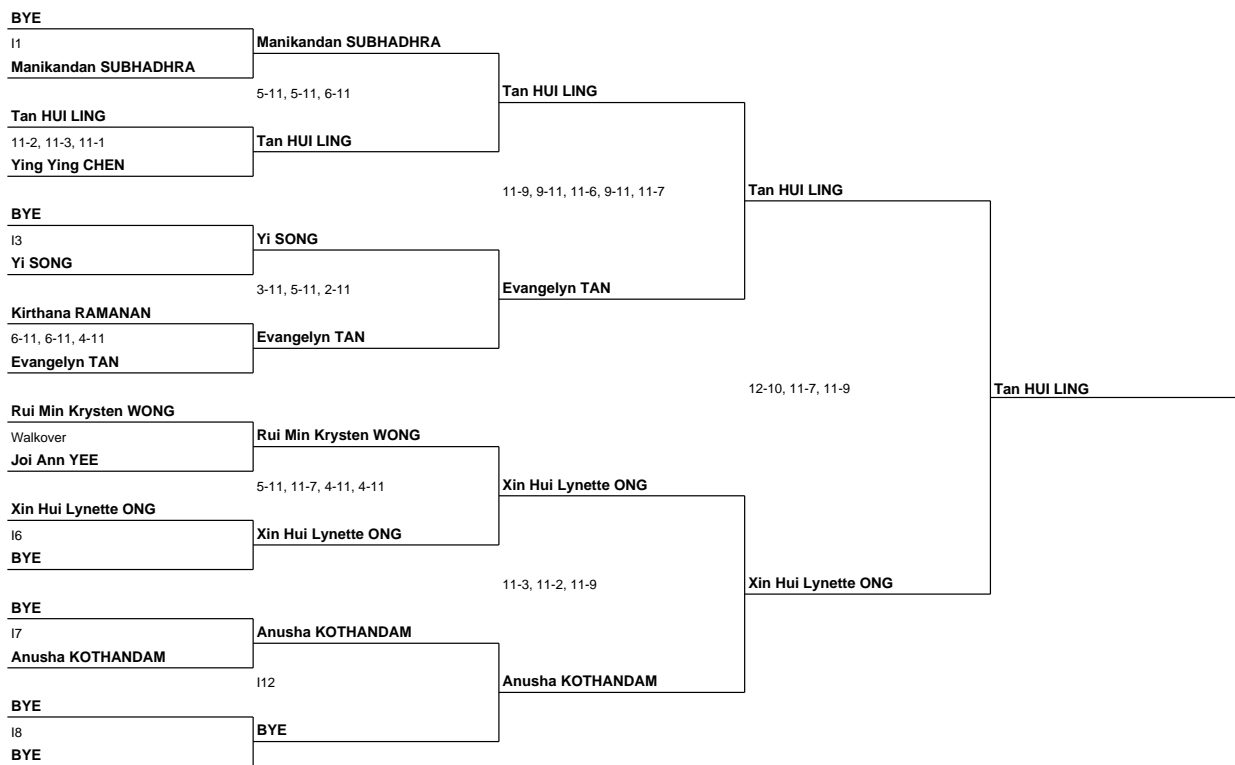 BYE
I1
Manikandan SUBHADHRA
Manikandan SUBHADHRA
5-11, 5-11, 6-11
Tan HUI LING
Tan HUI LING
11-2, 11-3, 11-1
Ying Ying CHEN
Tan HUI LING
11-9, 9-11, 11-6, 9-11, 11-7
Tan HUI LING
BYE
I3
Yi SONG
Yi SONG
3-11, 5-11, 2-11
Evangelyn TAN
Kirthana RAMANAN
6-11, 6-11, 4-11
Evangelyn TAN
Evangelyn TAN
12-10, 11-7, 11-9
Tan HUI LING
Rui Min Krysten WONG
Walkover
Joi Ann YEE
Rui Min Krysten WONG
5-11, 11-7, 4-11, 4-11
Xin Hui Lynette ONG
Xin Hui Lynette ONG
I6
BYE
Xin Hui Lynette ONG
11-3, 11-2, 11-9
Xin Hui Lynette ONG
BYE
I7
Anusha KOTHANDAM
Anusha KOTHANDAM
I12
Anusha KOTHANDAM
BYE
I8
BYE
BYE